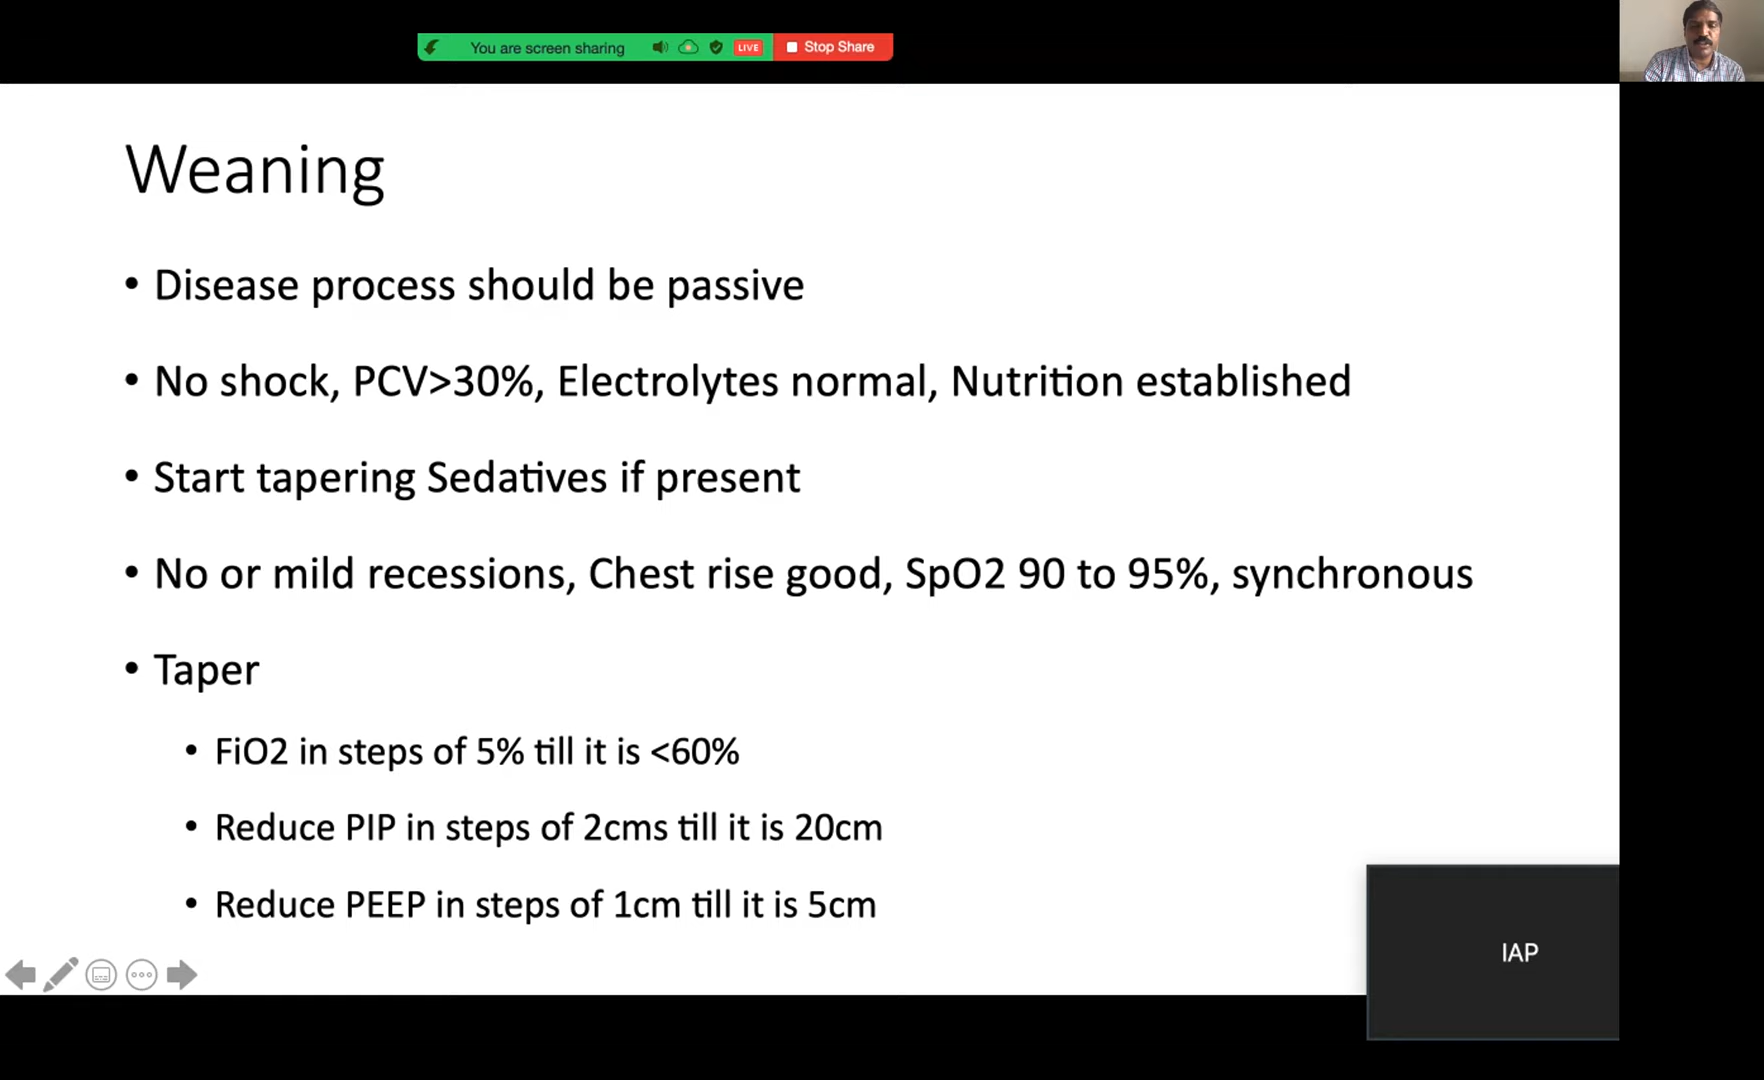 You are screen sharing
LIVE
Stop Share
Weaning
• Disease process should be passive
• No shock, PCV>30%, Electrolytes normal, Nutrition established
• Start tapering Sedatives if present
• No or mild recessions, Chest rise good, SpO2 90 to 95%, synchronous
• Taper
• FiO2 in steps of 5% till it is <60%
• Reduce PIP in steps of 2cms till it is 20cm
• Reduce PEEP in steps of 1cm till it is 5cm
IAP